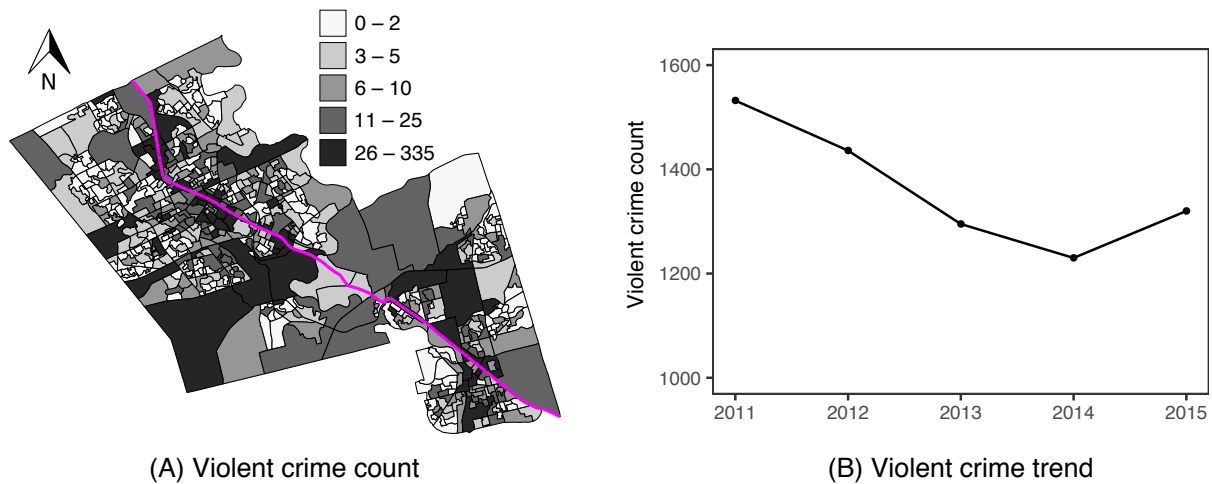 N
0 – 2
3 – 5
6 – 10
11 – 25
26 – 335
(A) Violent crime count
Violent crime count
1600
1400
1200
1000
2011 2012 2013 2014 2015
(B) Violent crime trend